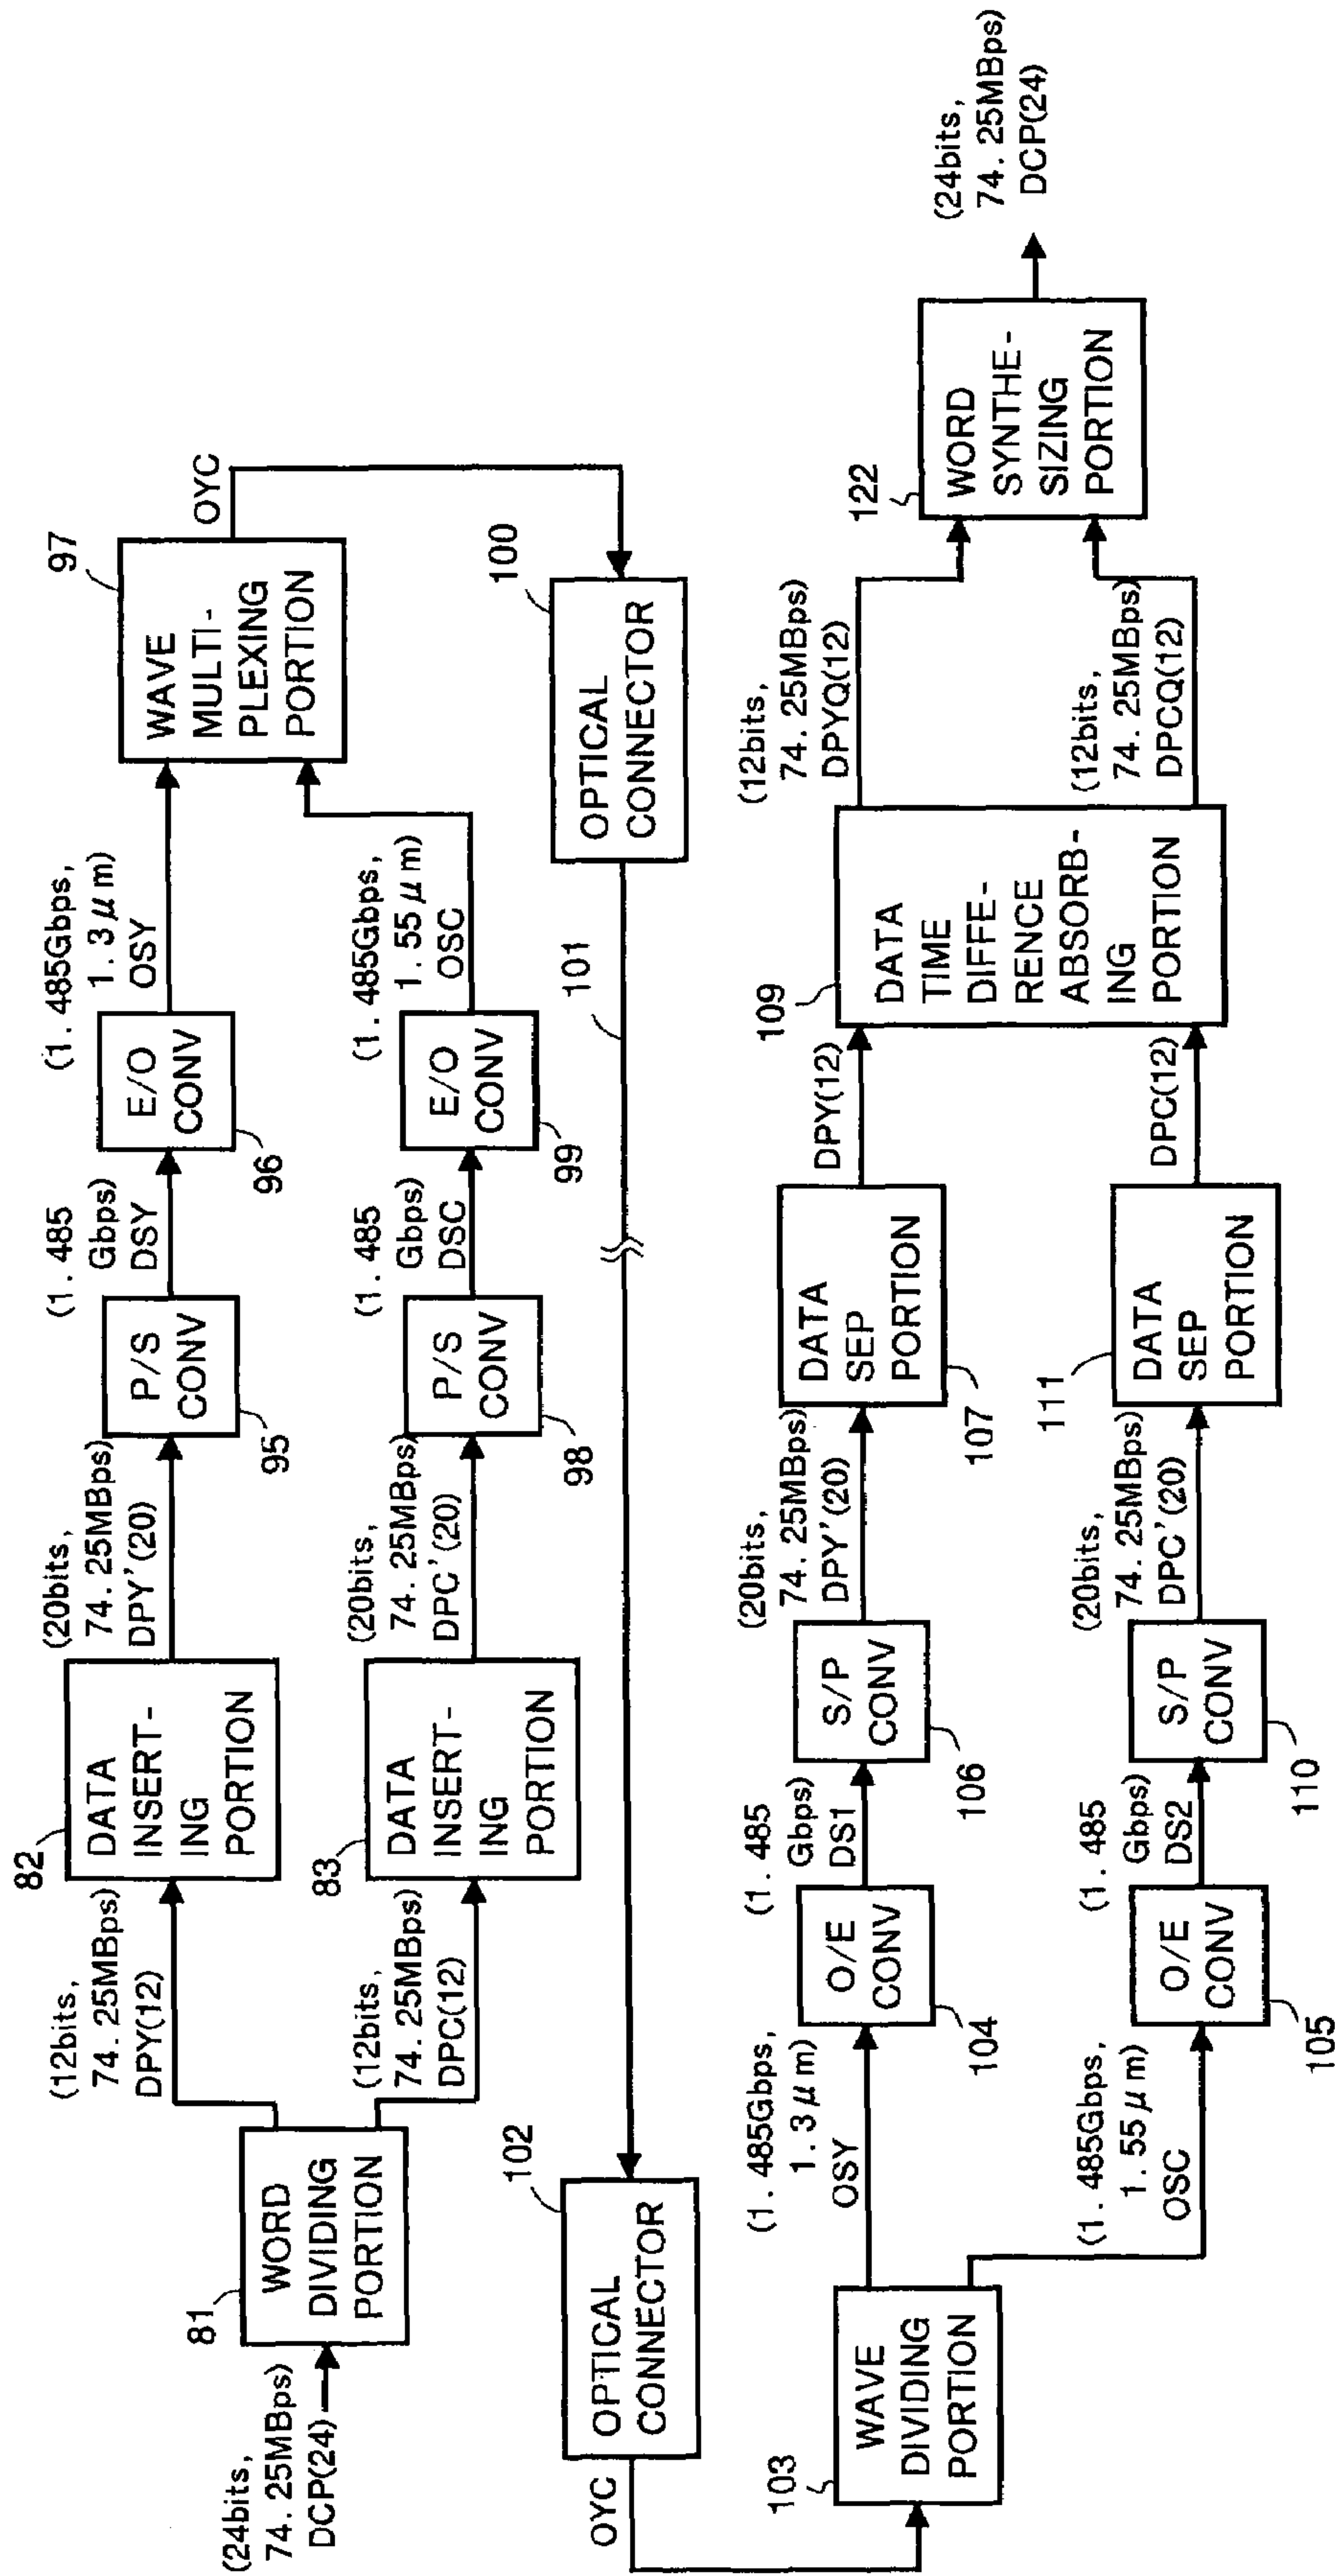 (24bits,
74. 25MBps)
DCP(24)
81
WORD
DIVIDING
PORTION
(12bits,
74. 25MBps)
DPY(12)
(12bits,
74. 25MBps)
DPC(12)
82
DATA
INSERT-
ING
PORTION
83
DATA
INSERT-
ING
PORTION
(20bits,
74. 25MBps)
DPY'(20)
(20bits,
74. 25MBps)
DPC'(20)
P/S
CONV
95
P/S
CONV
98
(1. 485
Gbps)
DSY
(1. 485
Gbps)
DSC
E/O
CONV
96
E/O
CONV
99
(1. 485Gbps,
1. 3μm)
OSY
(1. 485Gbps,
1. 55μm)
OSC
97
WAVE
MULTI-
PLEXING
PORTION
OYC
100
OPTICAL
CONNECTOR
101
102
OPTICAL
CONNECTOR
OYC
103
WAVE
DIVIDING
PORTION
(1. 485Gbps,
1. 3μm)
OSY
(1. 485Gbps,
1. 55μm)
OSC
O/E
CONV
104
O/E
CONV
105
(1. 485
Gbps)
DS1
(1. 485
Gbps)
DS2
S/P
CONV
106
S/P
CONV
110
(20bits,
74. 25MBps)
DPY'(20)
(20bits,
74. 25MBps)
DPC'(20)
DATA
SEP
PORTION
107
111
DATA
SEP
PORTION
DPY(12)
DPC(12)
109
DATA
TIME
DIFFE-
RENCE
ABSORB-
ING
PORTION
(12bits,
74. 25MBps)
DPYQ(12)
(12bits,
74. 25MBps)
DPCQ(12)
122
WORD
SYNTHE-
SIZING
PORTION
(24bits,
74. 25MBps)
DCP(24)